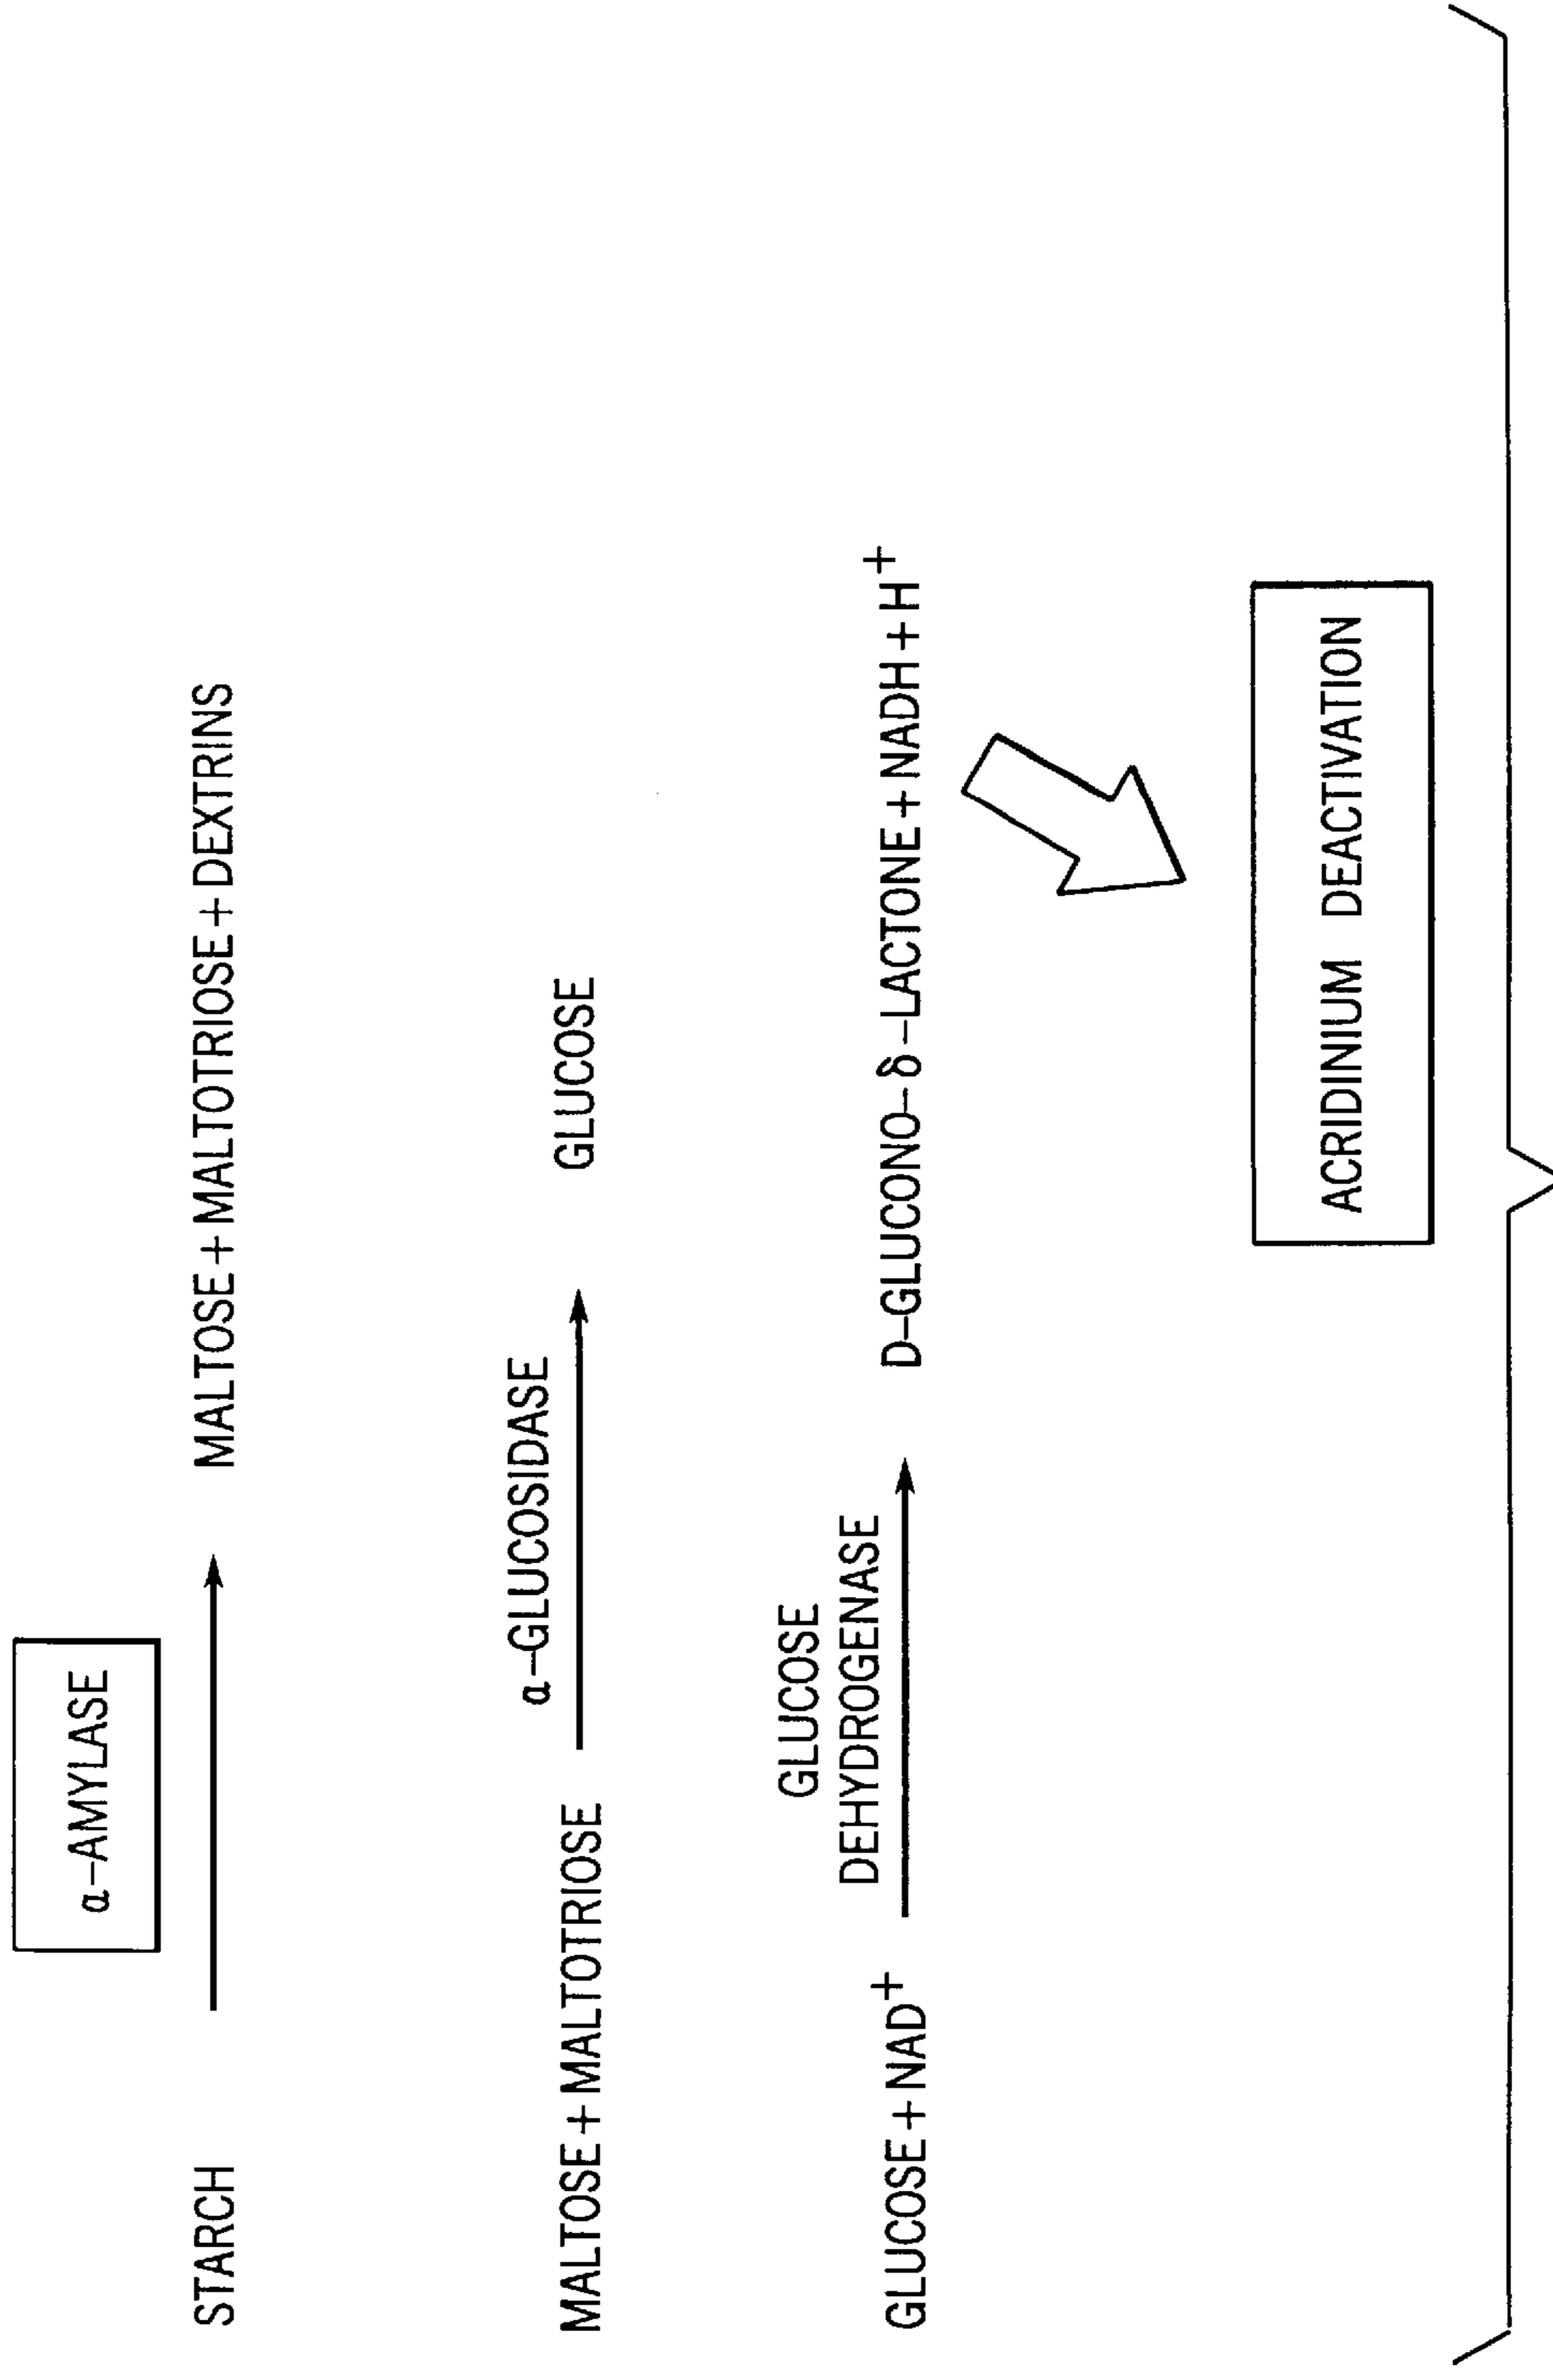 α-AMYLASE
STARCH MALTOSE+MALTOTRIOSE+DEXTRINS
α-GLUCOSIDASE
MALTOSE+MALTOTRIOSE GLUCOSE
GLUCOSE
DEHYDROGENASE
GLUCOSE+NAD⁺ D-GLUCONO-δ-LACTONE+NADH+H⁺
ACRIDINIUM DEACTIVATION